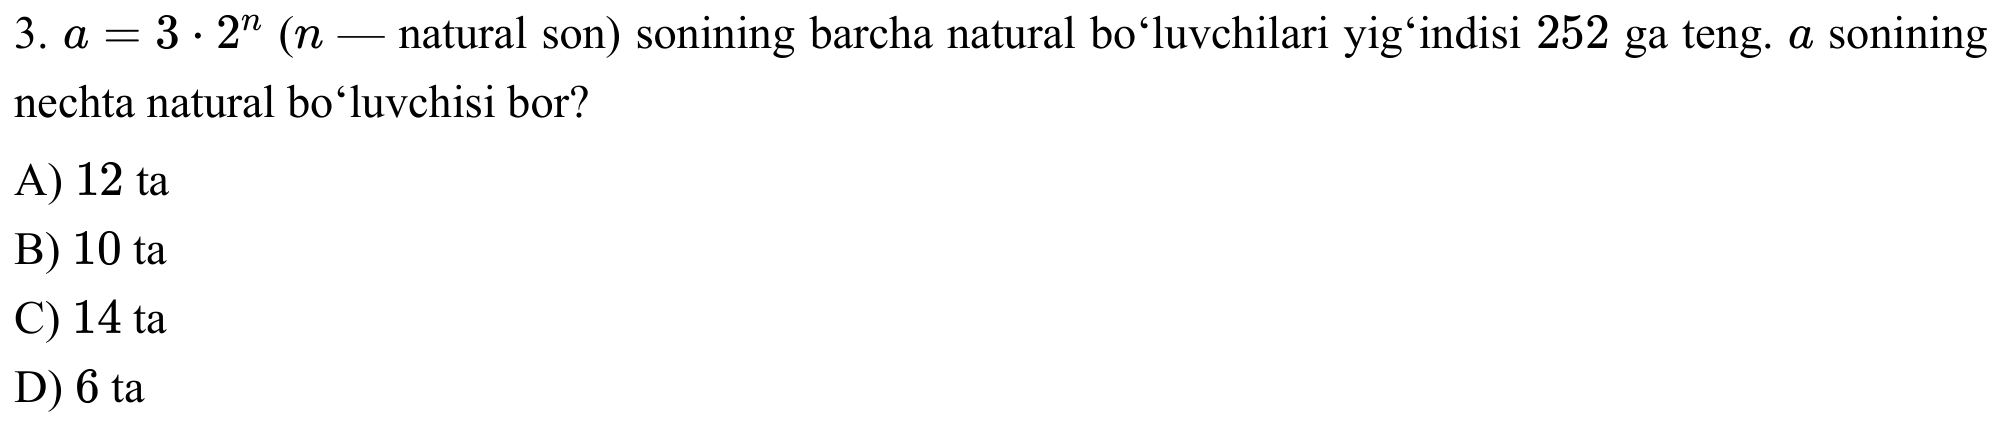 3. a = 3 · 2ⁿ (n — natural son) sonining barcha natural bo‘luvchilari yig‘indisi 252 ga teng. a sonining
nechta natural bo‘luvchisi bor?
A) 12 ta
B) 10 ta
C) 14 ta
D) 6 ta